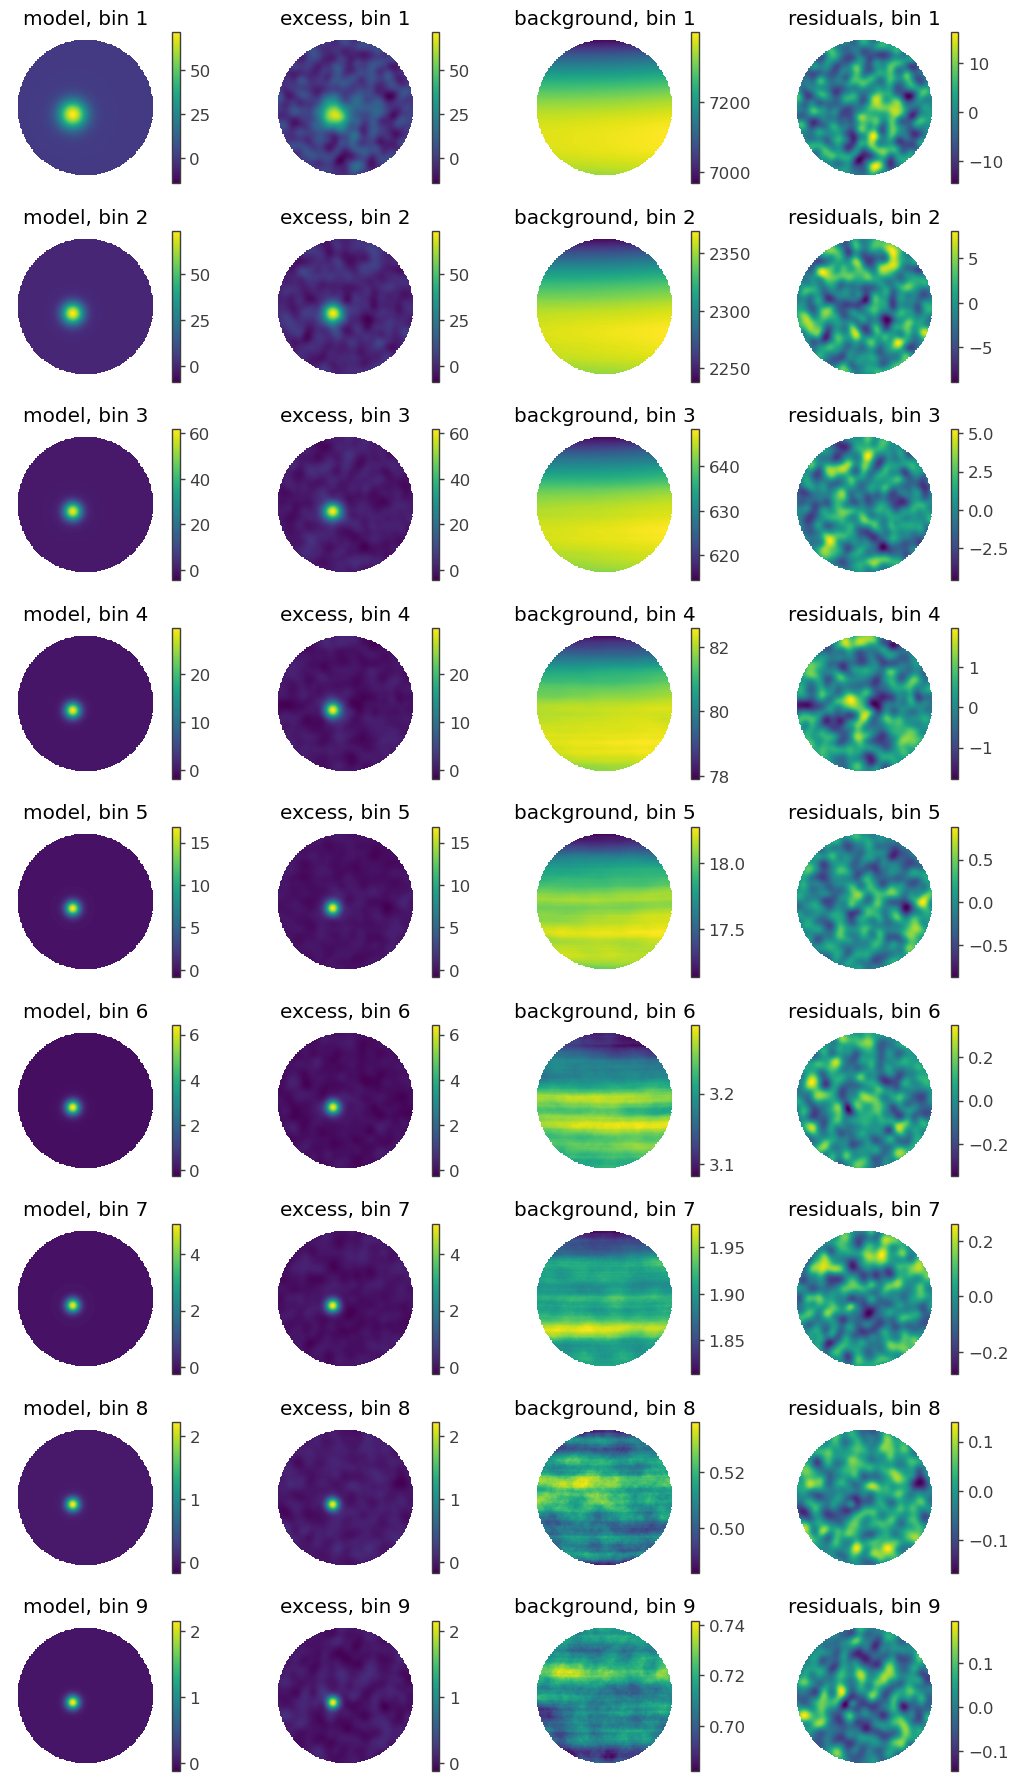 model, bin 1 excess, bin 1 background, bin 1 residuals, bin 1
50 50 7200 10
25 25 0
0 0 7000 −10
model, bin 2 excess, bin 2 background, bin 2 residuals, bin 2
50 50 2350 5
25 25 2300 0
0 0 2250 −5
model, bin 3 excess, bin 3 background, bin 3 residuals, bin 3
60 60 640 5.0
40 40 630 2.5
20 20 620 0.0
0 0 −2.5
model, bin 4 excess, bin 4 background, bin 4 residuals, bin 4
20 20 82 1
10 10 80 0
0 0 78 −1
model, bin 5 excess, bin 5 background, bin 5 residuals, bin 5
15 15 18.0 0.5
10 10 17.5 0.0
5 5 −0.5
0 0
model, bin 6 excess, bin 6 background, bin 6 residuals, bin 6
6 6 3.2 0.2
4 4 3.1 0.0
2 2 −0.2
0 0
model, bin 7 excess, bin 7 background, bin 7 residuals, bin 7
4 4 1.95 0.2
2 2 1.90 0.0
0 0 1.85 −0.2
model, bin 8 excess, bin 8 background, bin 8 residuals, bin 8
2 2 0.52 0.1
1 1 0.50 0.0
0 0 −0.1
model, bin 9 excess, bin 9 background, bin 9 residuals, bin 9
2 2 0.74 0.1
1 1 0.72 0.0
0 0 0.70 −0.1